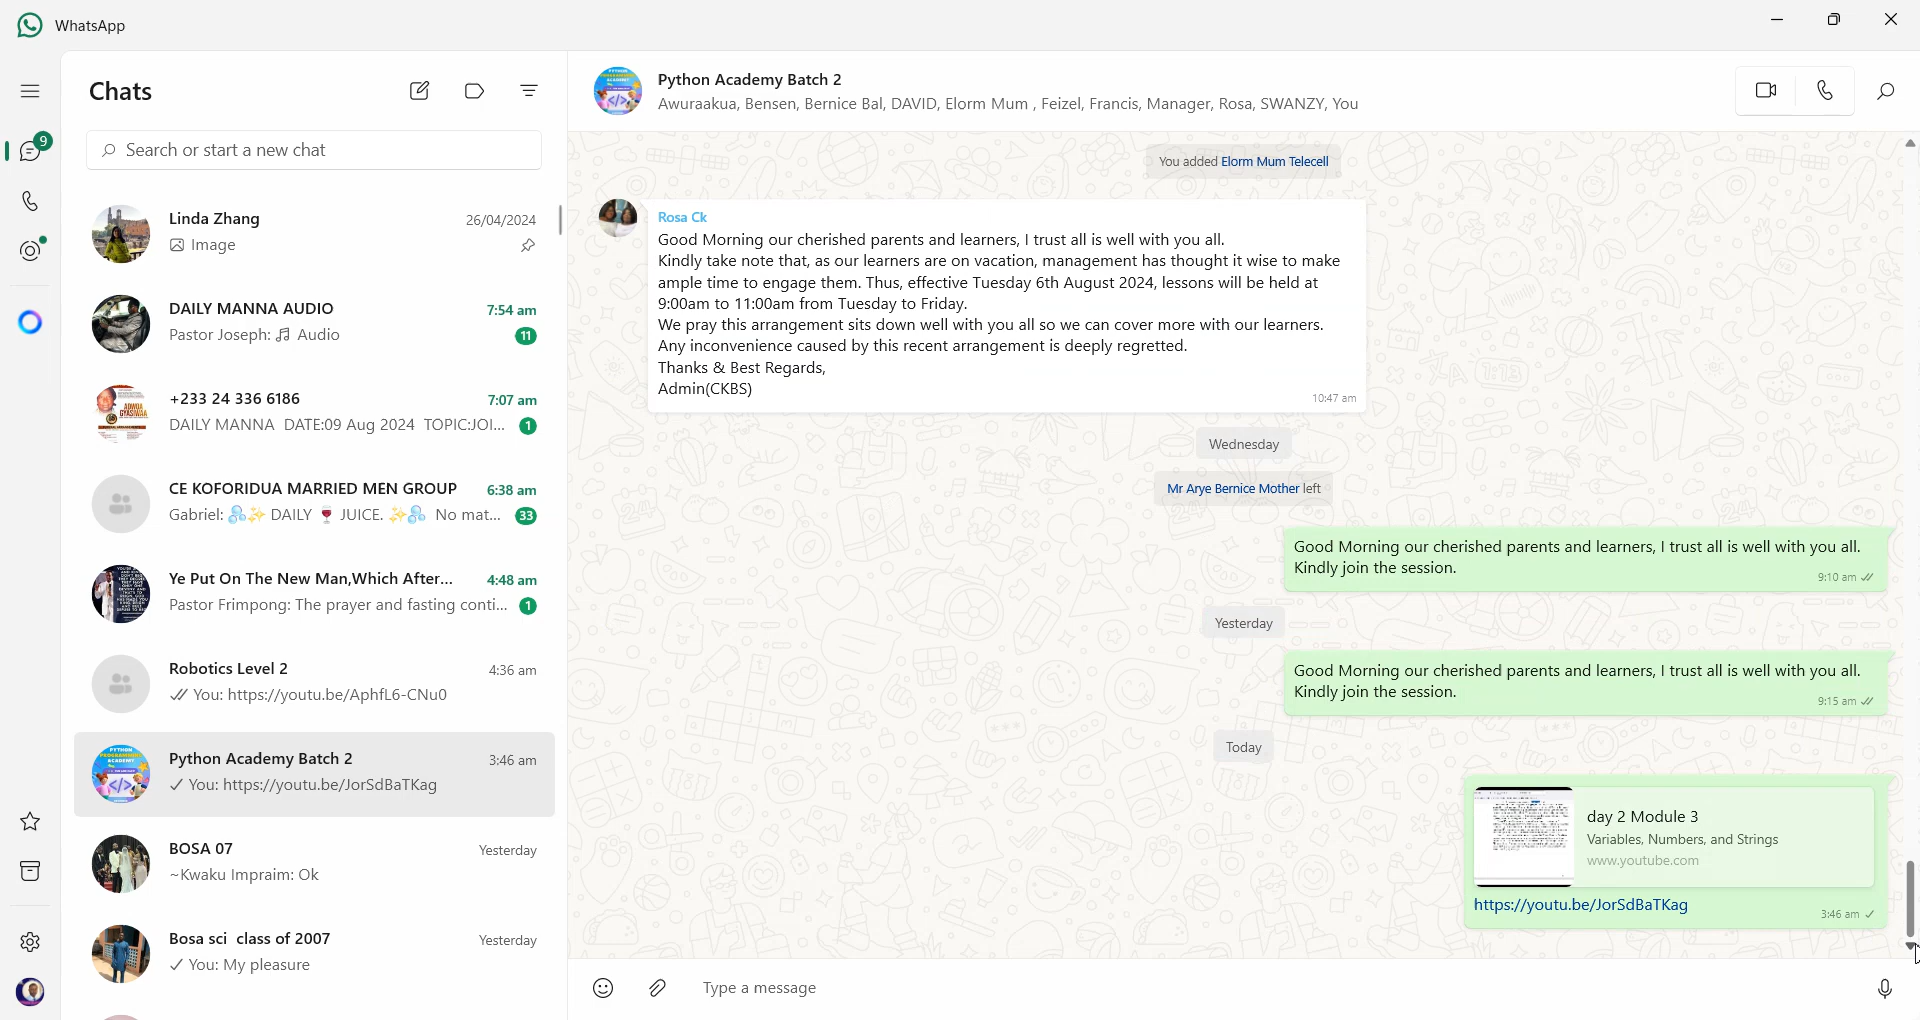 WhatsApp
Chats
9
Search or start a new chat
Linda Zhang
26/04/2024
Image
DAILY MANNA AUDIO
7:54 am
Pastor Joseph: Audio
11
+233 24 336 6186
7:07 am
DAILY MANNA DATE:09 Aug 2024 TOPIC:JOI...
1
CE KOFORIDUA MARRIED MEN GROUP
6:38 am
Gabriel: 💦✨ DAILY 🍷 JUICE. ✨💦 No mat...
33
Ye Put On The New Man,Which After...
4:48 am
Pastor Frimpong: The prayer and fasting conti...
1
Robotics Level 2
4:36 am
You: https://youtu.be/AphfL6-CNu0
Python Academy Batch 2
3:46 am
You: https://youtu.be/JorSdBaTKag
BOSA 07
Yesterday
~Kwaku Impraim: Ok
Bosa sci class of 2007
Yesterday
You: My pleasure
Python Academy Batch 2
Awuraakua, Bensen, Bernice Bal, DAVID, Elorm Mum , Feizel, Francis, Manager, Rosa, SWANZY, You
You added Elorm Mum Telecell
Rosa Ck
Good Morning our cherished parents and learners, I trust all is well with you all.
Kindly take note that, as our learners are on vacation, management has thought it wise to make
ample time to engage them. Thus, effective Tuesday 6th August 2024, lessons will be held at
9:00am to 11:00am from Tuesday to Friday.
We pray this arrangement sits down well with you all so we can cover more with our learners.
Any inconvenience caused by this recent arrangement is deeply regretted.
Thanks & Best Regards,
Admin(CKBS)
10:47 am
Wednesday
Mr Arye Bernice Mother left
Good Morning our cherished parents and learners, I trust all is well with you all.
Kindly join the session.
9:10 am
Yesterday
Good Morning our cherished parents and learners, I trust all is well with you all.
Kindly join the session.
9:15 am
Today
day 2 Module 3
Variables, Numbers, and Strings
www.youtube.com
https://youtu.be/JorSdBaTKag
3:46 am
Type a message